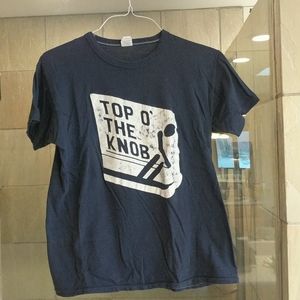 TOP O'
THE
KNOB